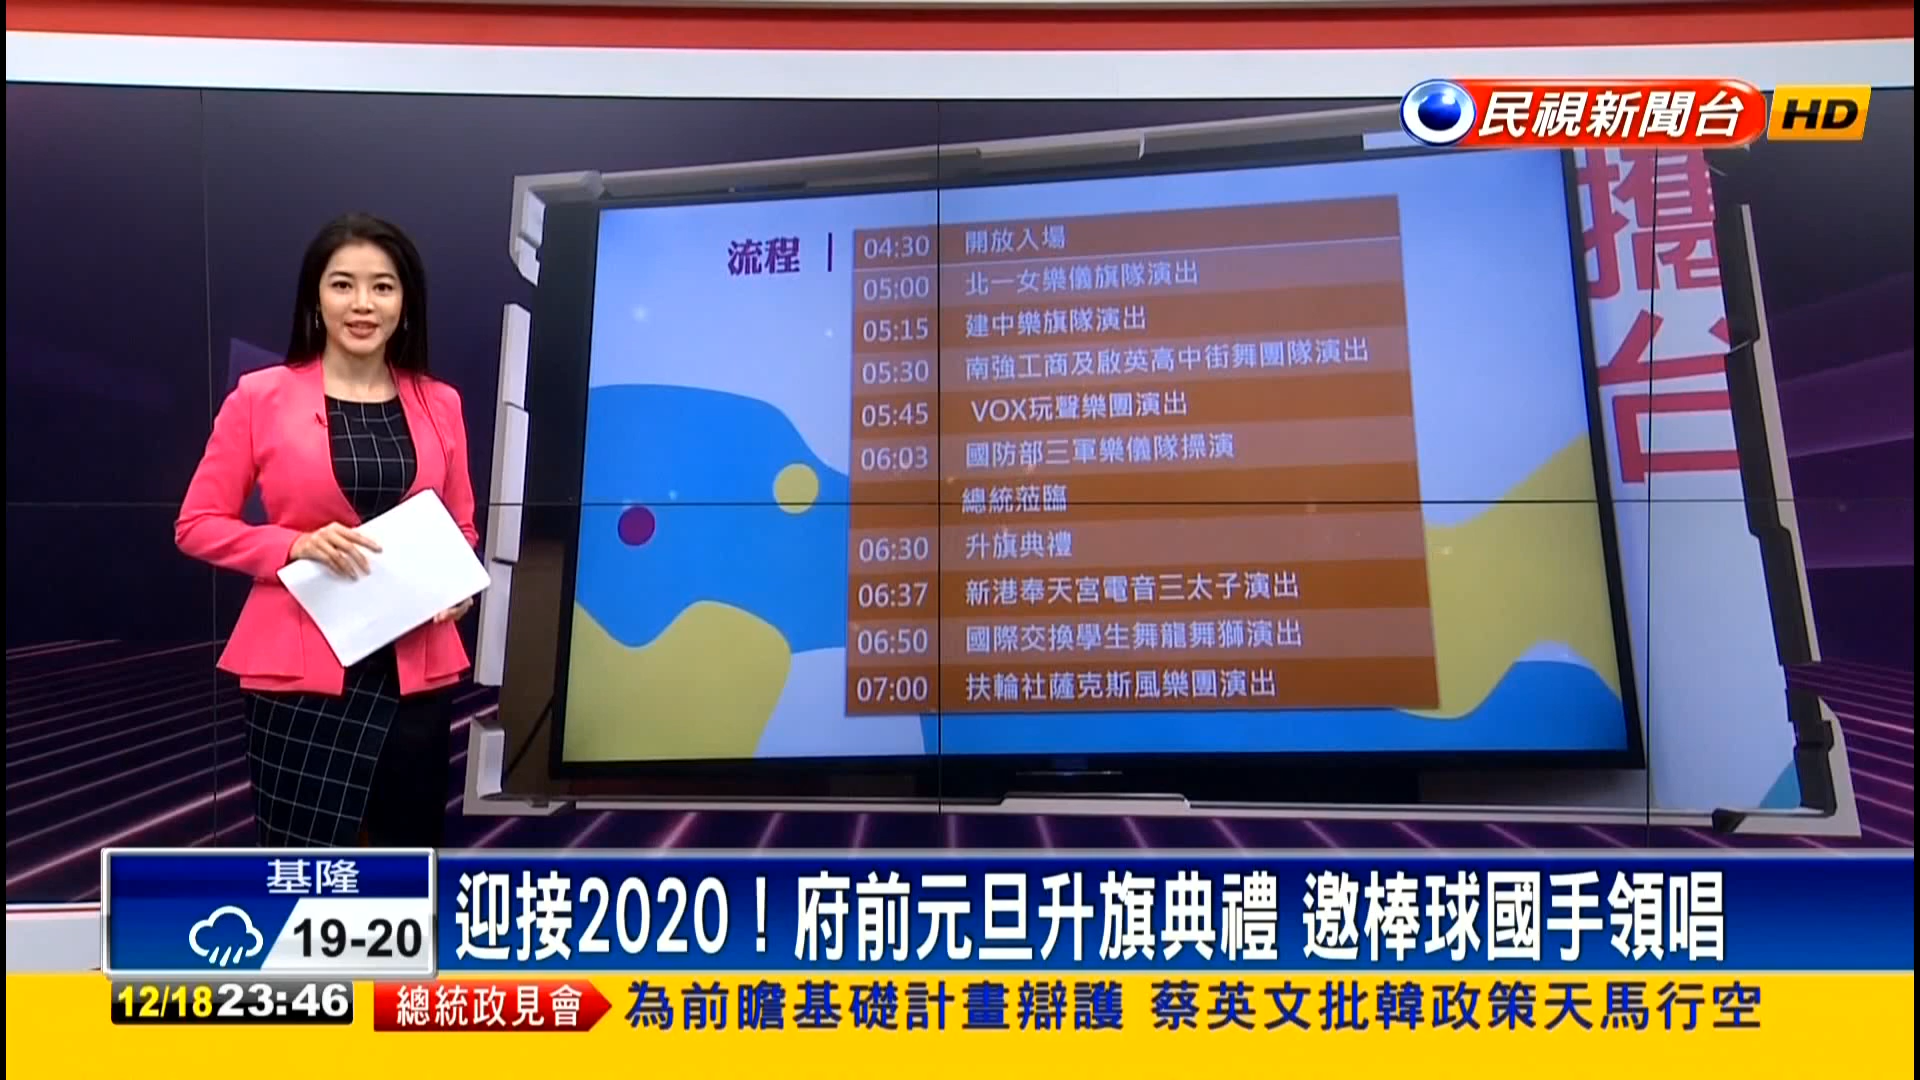 民視新聞台 HD
攜
台
流程
04:30 開放入場
05:00 北一女樂儀旗隊演出
05:15 建中樂旗隊演出
05:30 南強工商及啟英高中街舞團隊演出
05:45 VOX玩聲樂團演出
06:03 國防部三軍樂儀隊操演
總統蒞臨
06:30 升旗典禮
06:37 新港奉天宮電音三太子演出
06:50 國際交換學生舞龍舞獅演出
07:00 扶輪社薩克斯風樂團演出
基隆
19-20
迎接2020！府前元旦升旗典禮 邀棒球國手領唱
12/18 23:46 總統政見會 為前瞻基礎計畫辯護 蔡英文批韓政策天馬行空